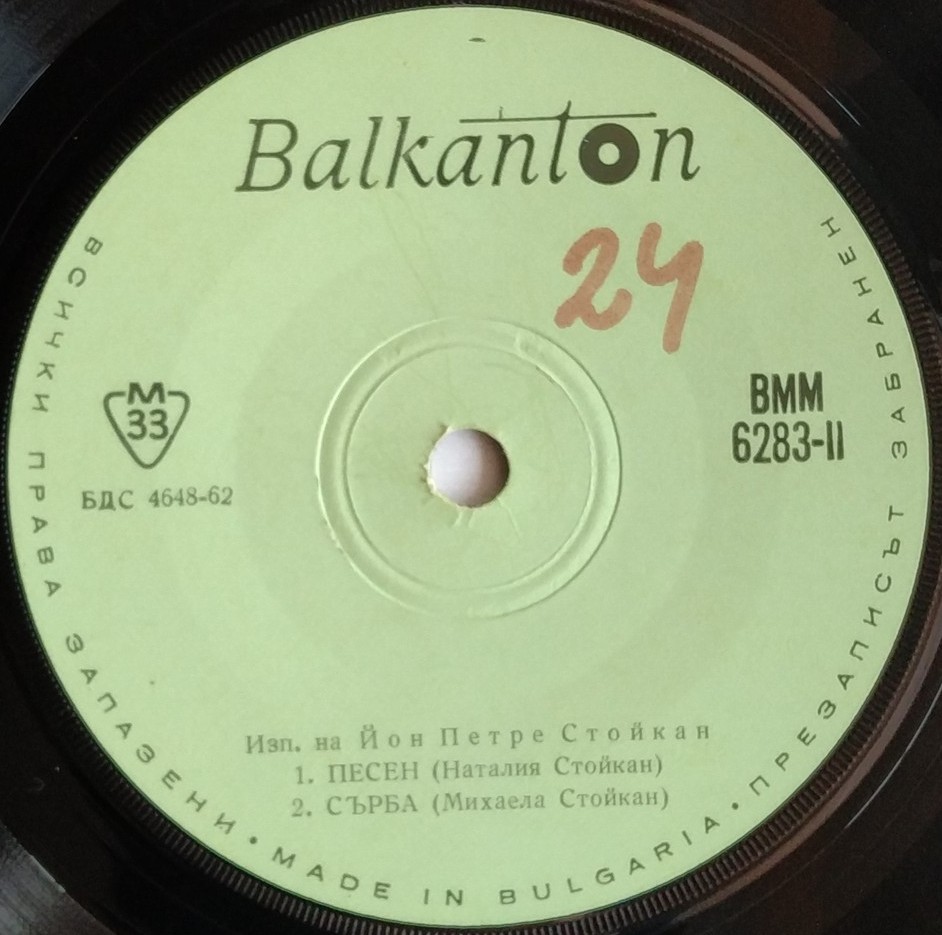 Balkanton
24
М
33
БДС 4648-62
ВММ
6283-II
Изп. на Йон Петре Стойкан
1. ПЕСЕН (Наталия Стойкан)
2. СЪРБА (Михаела Стойкан)
ВСИЧКИ ПРАВА ЗАПАЗЕНИ • MADE IN BULGARIA • ПРЕЗАПИСЪТ ЗАБРАНЕН